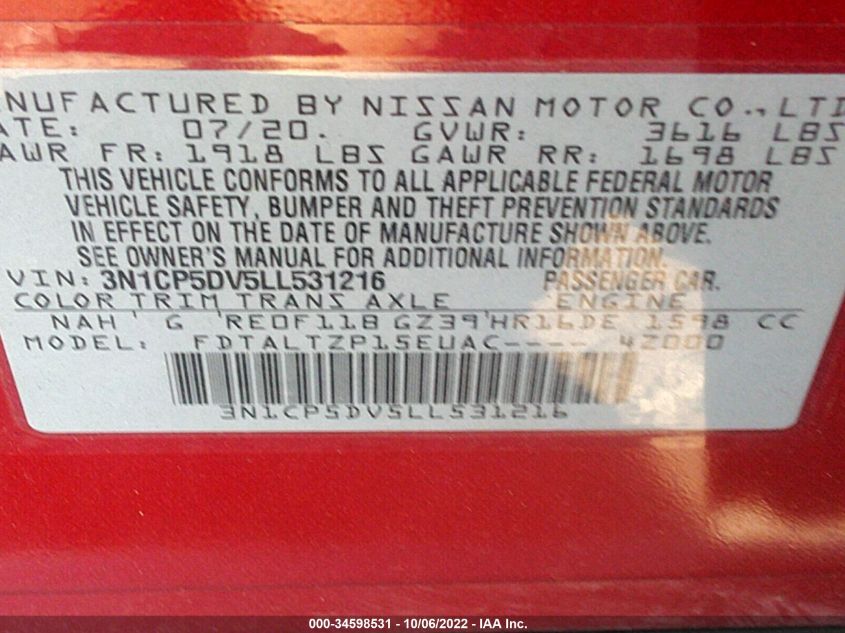 NUFACTURED BY NISSAN MOTOR CO., LTD
ATE: 07/20. GVWR: 3616 LBS
AWR FR: 1918 LBS GAWR RR: 1698 LBS
THIS VEHICLE CONFORMS TO ALL APPLICABLE FEDERAL MOTOR
VEHICLE SAFETY, BUMPER AND THEFT PREVENTION STANDARDS
IN EFFECT ON THE DATE OF MANUFACTURE SHOWN ABOVE.
SEE OWNER'S MANUAL FOR ADDITIONAL INFORMATION.
VIN: 3N1CP5DV5LL531216 PASSENGER CAR.
COLOR TRIM TRANS AXLE ENGINE
NAH ' G 'RE0F11B GZ39'HR16DE 1598 CC
MODEL: FDTALTZP15EUAC---- 4Z000
3N1CP5DV5LL531216
000-34598531 - 10/06/2022 - IAA Inc.